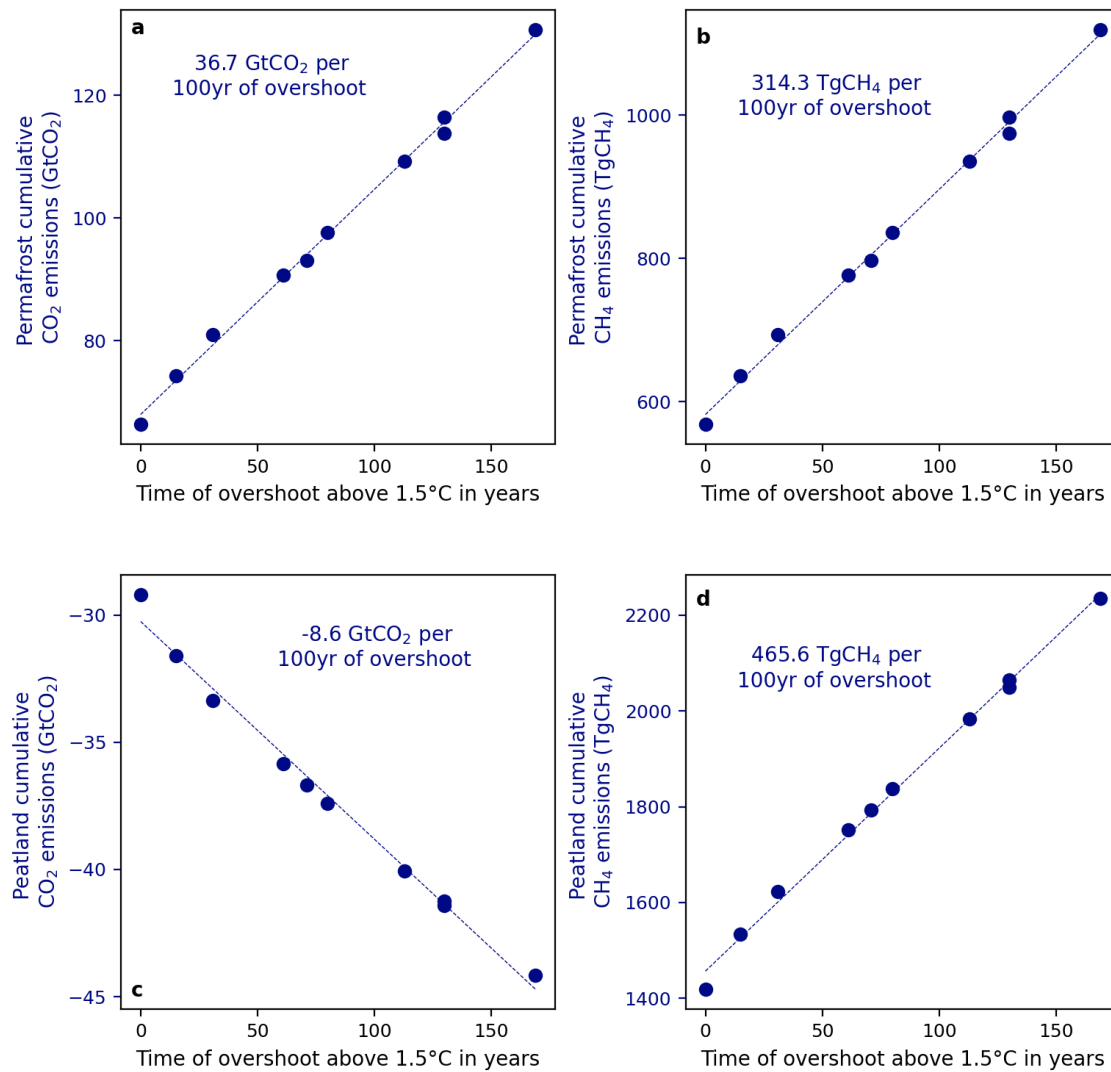 a
36.7 GtCO₂ per
100yr of overshoot
Permafrost cumulative
CO₂ emissions (GtCO₂)
120
100
80
0 50 100 150
Time of overshoot above 1.5°C in years
b
314.3 TgCH₄ per
100yr of overshoot
Permafrost cumulative
CH₄ emissions (TgCH₄)
1000
800
600
0 50 100 150
Time of overshoot above 1.5°C in years
-8.6 GtCO₂ per
100yr of overshoot
Peatland cumulative
CO₂ emissions (GtCO₂)
−30
−35
−40
−45
c
0 50 100 150
Time of overshoot above 1.5°C in years
d
465.6 TgCH₄ per
100yr of overshoot
Peatland cumulative
CH₄ emissions (TgCH₄)
2200
2000
1800
1600
1400
0 50 100 150
Time of overshoot above 1.5°C in years